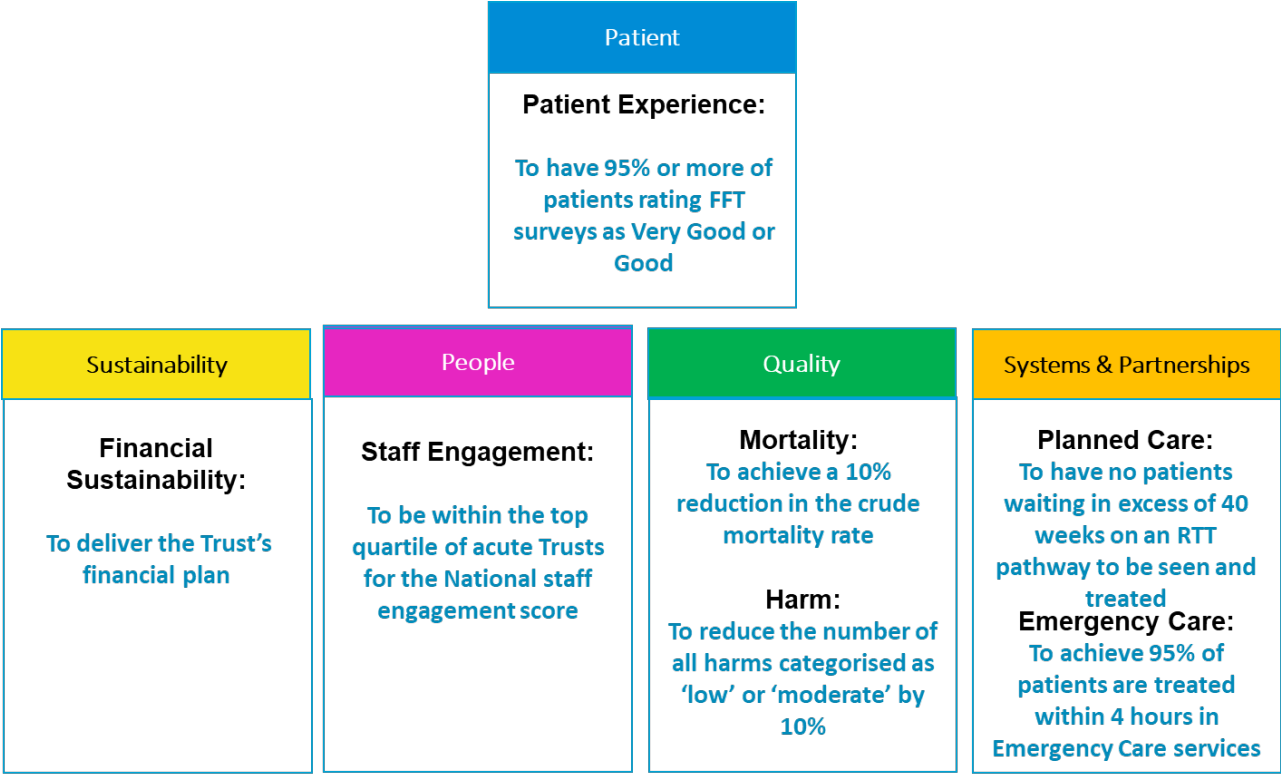 Patient
Patient Experience:
To have 95% or more of
patients rating FFT
surveys as Very Good or
Good
Sustainability
Financial
Sustainability:
To deliver the Trust’s
financial plan
People
Staff Engagement:
To be within the top
quartile of acute Trusts
for the National staff
engagement score
Quality
Mortality:
To achieve a 10%
reduction in the crude
mortality rate
Harm:
To reduce the number of
all harms categorised as
‘low’ or ‘moderate’ by
10%
Systems & Partnerships
Planned Care:
To have no patients
waiting in excess of 40
weeks on an RTT
pathway to be seen and
treated
Emergency Care:
To achieve 95% of
patients are treated
within 4 hours in
Emergency Care services